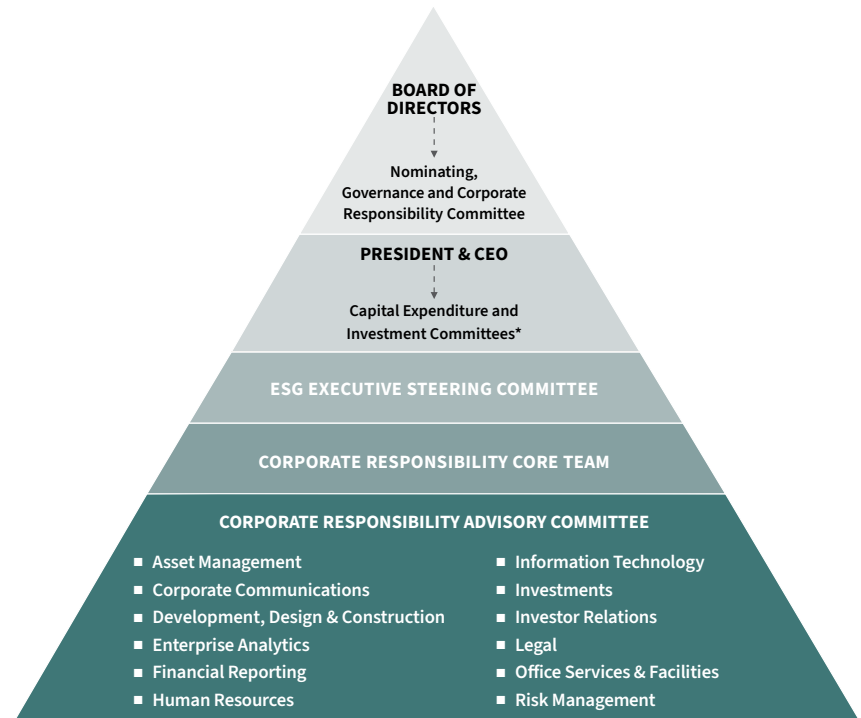 BOARD OF
DIRECTORS
Nominating,
Governance and Corporate
Responsibility Committee
PRESIDENT & CEO
Capital Expenditure and
Investment Committees*
ESG EXECUTIVE STEERING COMMITTEE
CORPORATE RESPONSIBILITY CORE TEAM
CORPORATE RESPONSIBILITY ADVISORY COMMITTEE
■ Asset Management
■ Corporate Communications
■ Development, Design & Construction
■ Enterprise Analytics
■ Financial Reporting
■ Human Resources
■ Information Technology
■ Investments
■ Investor Relations
■ Legal
■ Office Services & Facilities
■ Risk Management